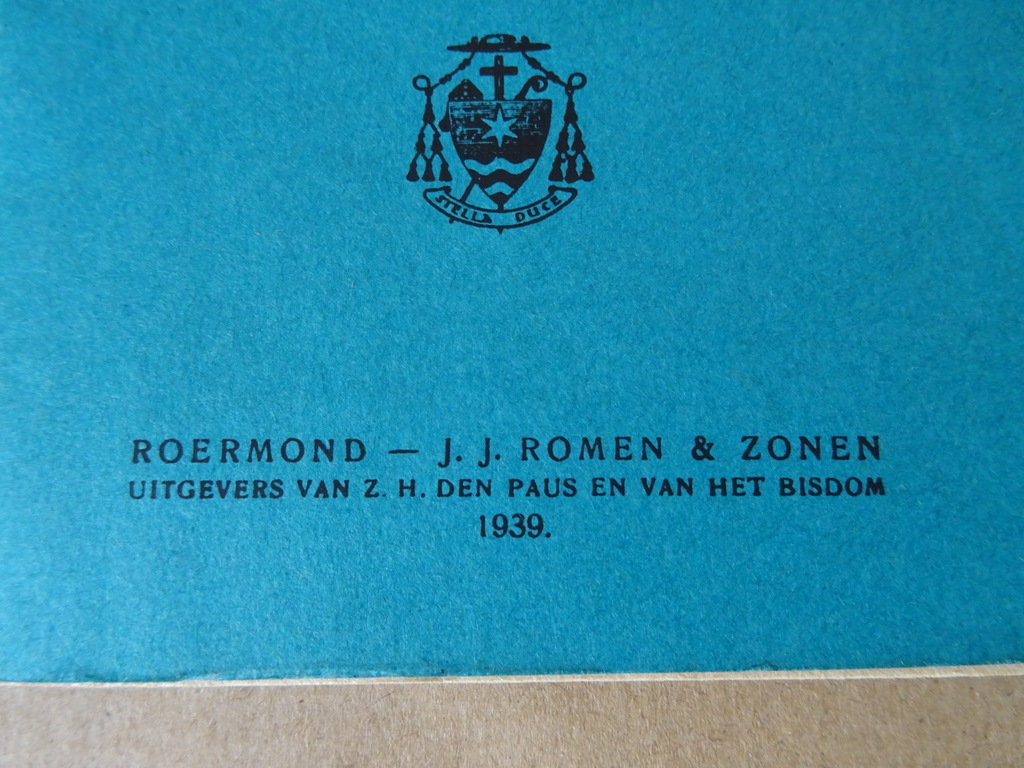 STELLA DUCE
ROERMOND — J. J. ROMEN & ZONEN
UITGEVERS VAN Z. H. DEN PAUS EN VAN HET BISDOM
1939.